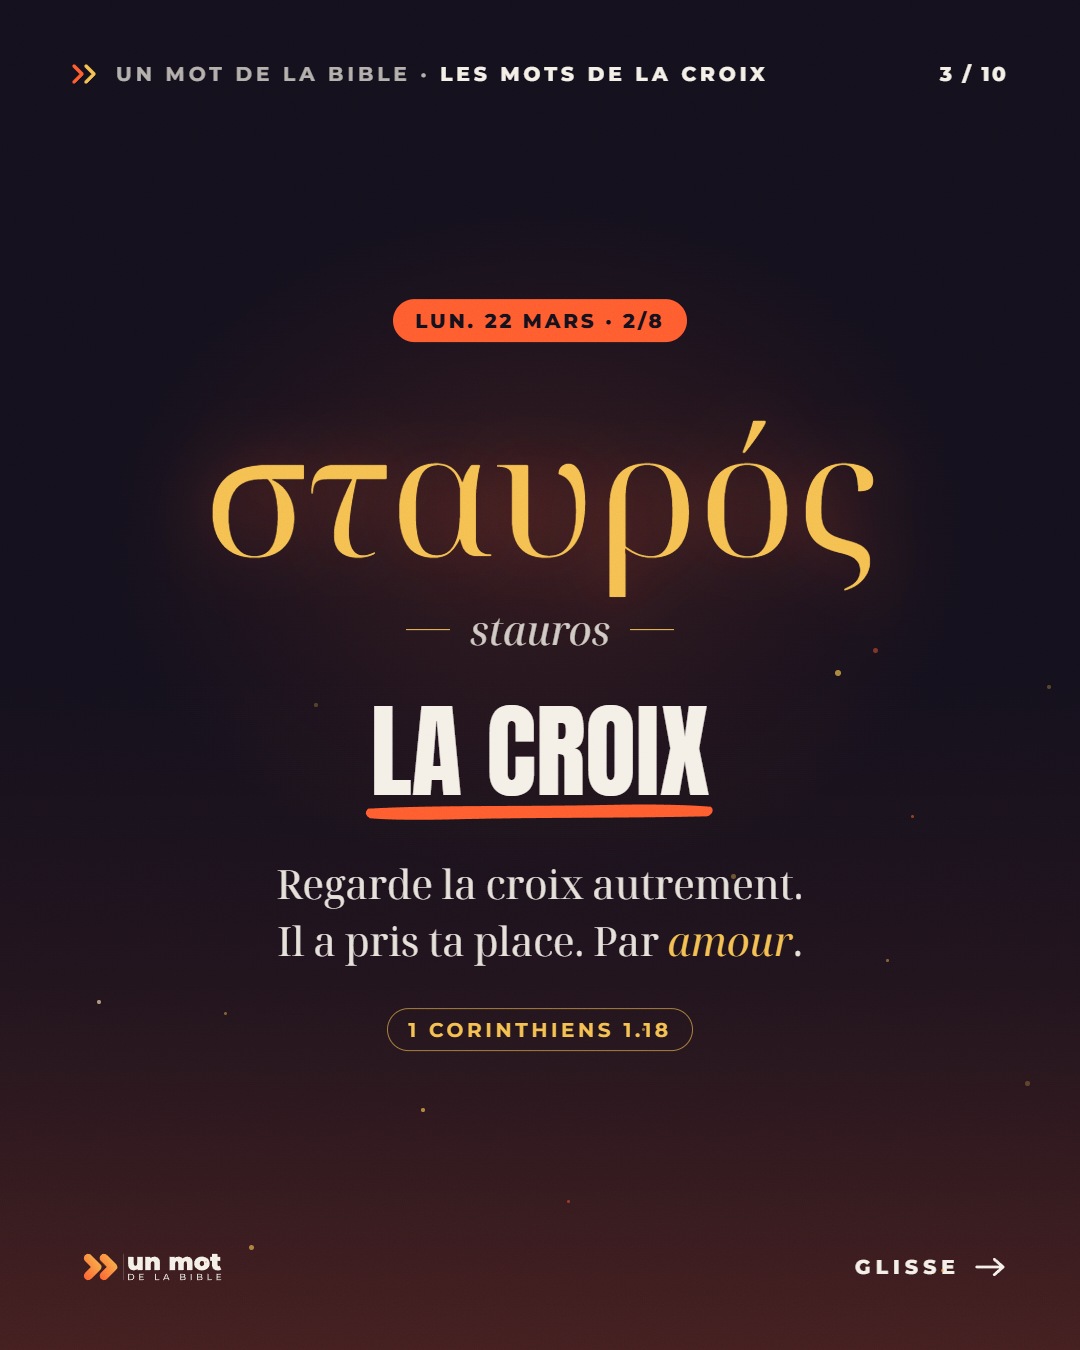 UN MOT DE LA BIBLE · LES MOTS DE LA CROIX
3 / 10
LUN. 22 MARS · 2/8
σταυρός
stauros
LA CROIX
Regarde la croix autrement.
Il a pris ta place. Par amour.
1 CORINTHIENS 1.18
un mot
DE LA BIBLE
GLISSE →